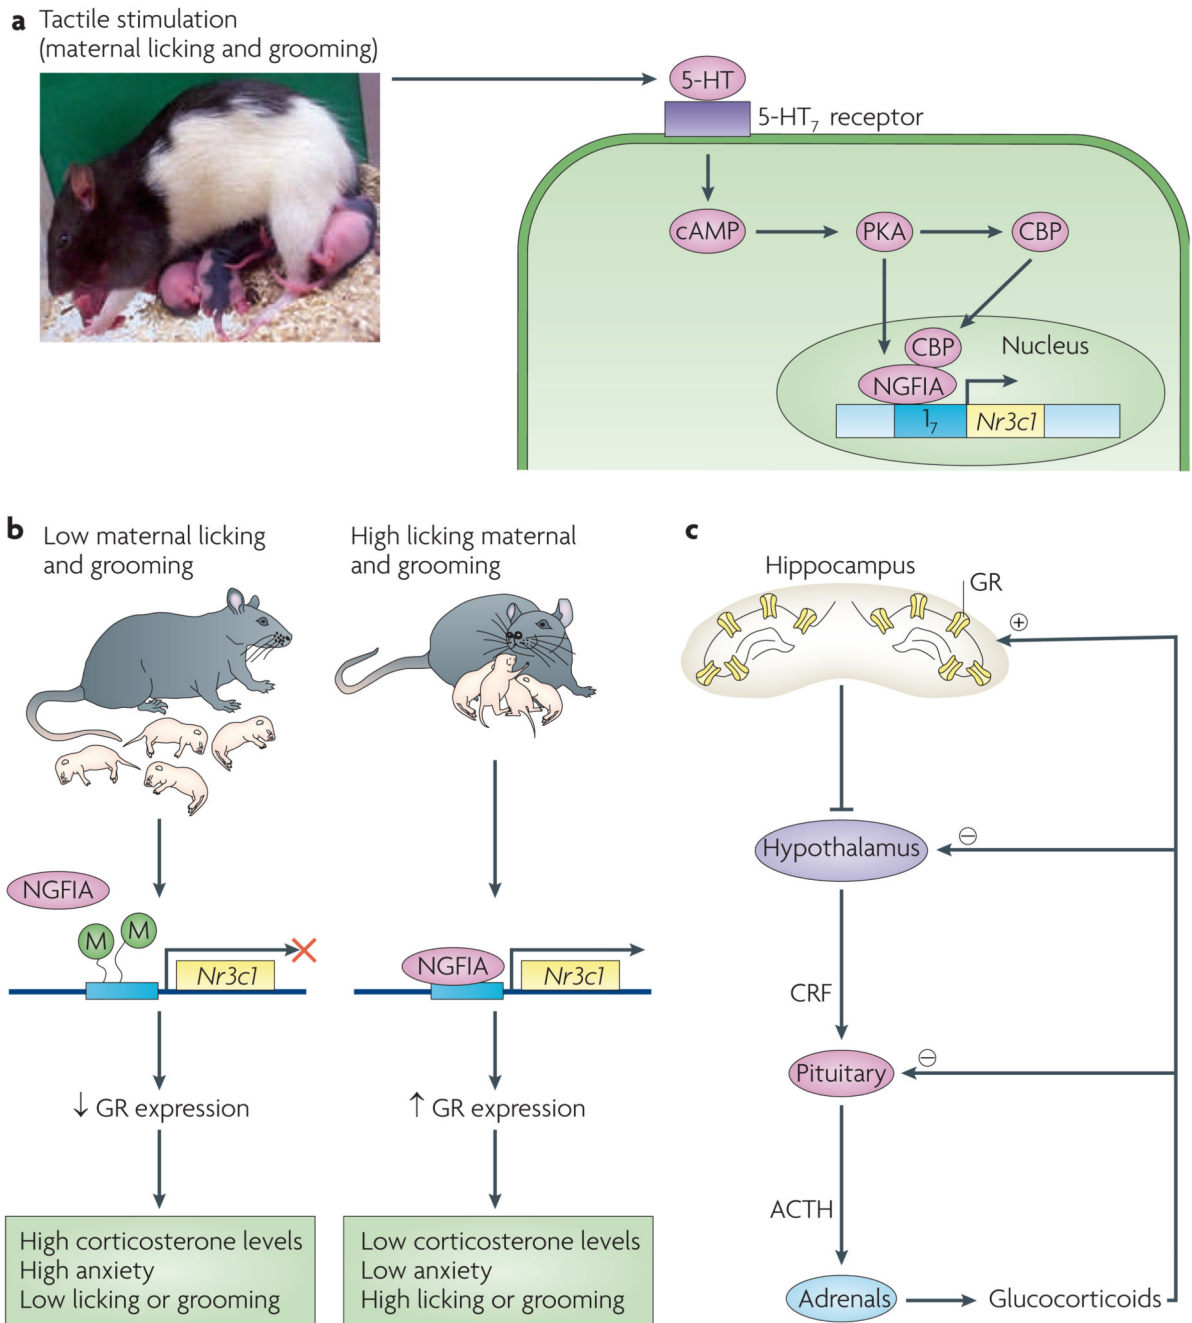 a Tactile stimulation
(maternal licking and grooming)
5-HT
5-HT₇ receptor
cAMP
PKA
CBP
CBP
Nucleus
NGFIA
1₇
Nr3c1
b Low maternal licking
and grooming
High licking maternal
and grooming
NGFIA
M
M
Nr3c1
NGFIA
Nr3c1
↓ GR expression
↑ GR expression
High corticosterone levels
High anxiety
Low licking or grooming
Low corticosterone levels
Low anxiety
High licking or grooming
c
Hippocampus
GR
+
Hypothalamus
−
CRF
Pituitary
−
ACTH
Adrenals
Glucocorticoids